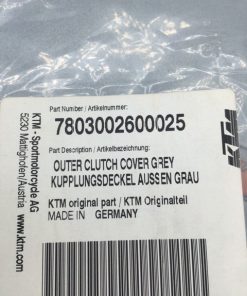 Part Number / Artikelnummer:
7803002600025
Part Description / Artikelbezeichnung:
OUTER CLUTCH COVER GREY
KUPPLUNGSDECKEL AUSSEN GRAU
KTM original part / KTM Originalteil
MADE IN GERMANY
KTM - Sportmotorcycle AG
5230 Mattighofen/Austria
www.ktm.com
KTM